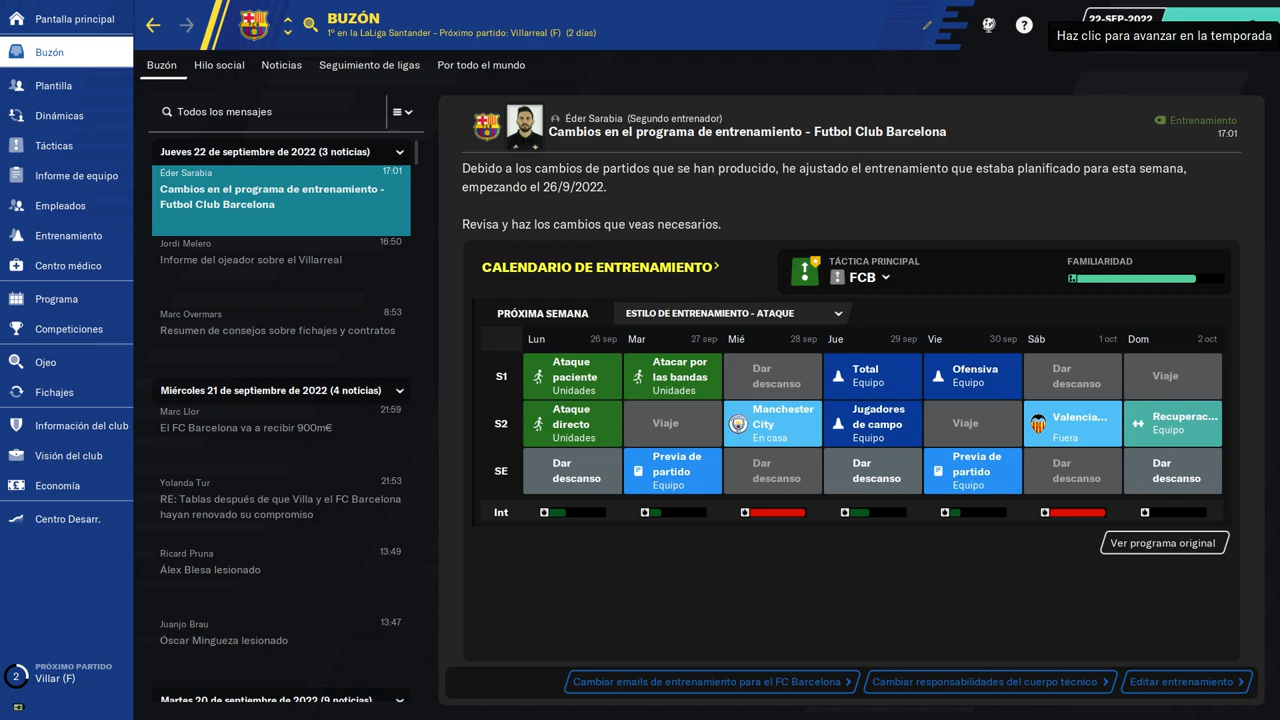 Pantalla principal
Buzón
Plantilla
Dinámicas
Tácticas
Informe de equipo
Empleados
Entrenamiento
Centro médico
Programa
Competiciones
Ojeo
Fichajes
Información del club
Visión del club
Economía
Centro Desarr.
2
PRÓXIMO PARTIDO
Villar (F)
BUZÓN
1º en la LaLiga Santander - Próximo partido: Villarreal (F) (2 días)
22-SEP-2022
Haz clic para avanzar en la temporada
Buzón
Hilo social
Noticias
Seguimiento de ligas
Por todo el mundo
Todos los mensajes
Jueves 22 de septiembre de 2022 (3 noticias)
Éder Sarabia 17:01
Cambios en el programa de entrenamiento -
Futbol Club Barcelona
Jordi Melero 16:50
Informe del ojeador sobre el Villarreal
Marc Overmars 8:53
Resumen de consejos sobre fichajes y contratos
Miércoles 21 de septiembre de 2022 (4 noticias)
Marc Llor 21:59
El FC Barcelona va a recibir 900m€
Yolanda Tur 21:53
RE: Tablas después de que Villa y el FC Barcelona
hayan renovado su compromiso
Ricard Pruna 13:49
Álex Blesa lesionado
Juanjo Brau 13:47
Óscar Mingueza lesionado
Martes 20 de septiembre de 2022 (9 noticias)
Éder Sarabia (Segundo entrenador)
Cambios en el programa de entrenamiento - Futbol Club Barcelona
Entrenamiento
17:01
Debido a los cambios de partidos que se han producido, he ajustado el entrenamiento que estaba planificado para esta semana,
empezando el 26/9/2022.
Revisa y haz los cambios que veas necesarios.
CALENDARIO DE ENTRENAMIENTO
TÁCTICA PRINCIPAL
FCB
FAMILIARIDAD
PRÓXIMA SEMANA
ESTILO DE ENTRENAMIENTO - ATAQUE
Lun 26 sep Mar 27 sep Mié 28 sep Jue 29 sep Vie 30 sep Sáb 1 oct Dom 2 oct
S1
Ataque
paciente
Unidades
Atacar por
las bandas
Unidades
Dar
descanso
Total
Equipo
Ofensiva
Equipo
Dar
descanso
Viaje
S2
Ataque
directo
Unidades
Viaje
Manchester
City
En casa
Jugadores
de campo
Equipo
Viaje
Valencia...
Fuera
Recuperac...
Equipo
SE
Dar
descanso
Previa de
partido
Equipo
Dar
descanso
Dar
descanso
Previa de
partido
Equipo
Dar
descanso
Dar
descanso
Int
Ver programa original
Cambiar emails de entrenamiento para el FC Barcelona
Cambiar responsabilidades del cuerpo técnico
Editar entrenamiento